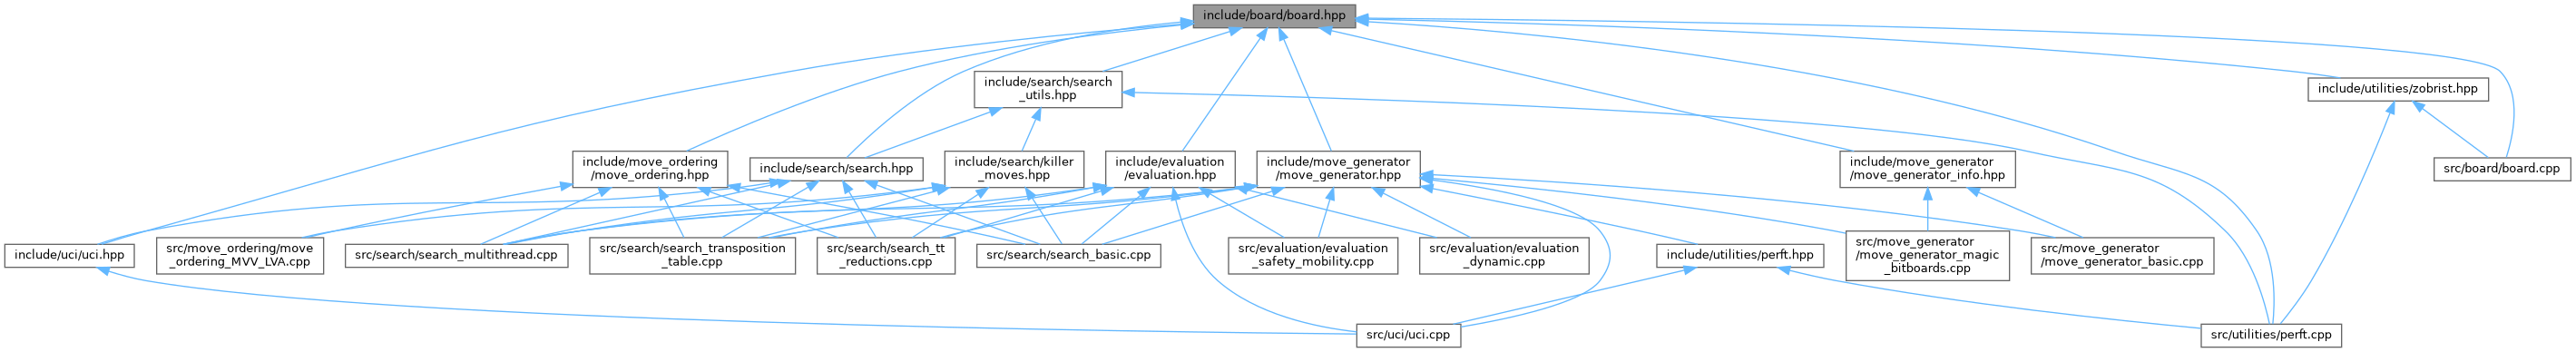 include/board/board.hpp
include/search/search
_utils.hpp
include/utilities/zobrist.hpp
include/move_ordering
/move_ordering.hpp
include/search/search.hpp
include/search/killer
_moves.hpp
include/evaluation
/evaluation.hpp
include/move_generator
/move_generator.hpp
include/move_generator
/move_generator_info.hpp
src/board/board.cpp
include/uci/uci.hpp
src/move_ordering/move
_ordering_MVV_LVA.cpp
src/search/search_multithread.cpp
src/search/search_transposition
_table.cpp
src/search/search_tt
_reductions.cpp
src/search/search_basic.cpp
src/evaluation/evaluation
_safety_mobility.cpp
src/evaluation/evaluation
_dynamic.cpp
include/utilities/perft.hpp
src/move_generator
/move_generator_magic
_bitboards.cpp
src/move_generator
/move_generator_basic.cpp
src/uci/uci.cpp
src/utilities/perft.cpp